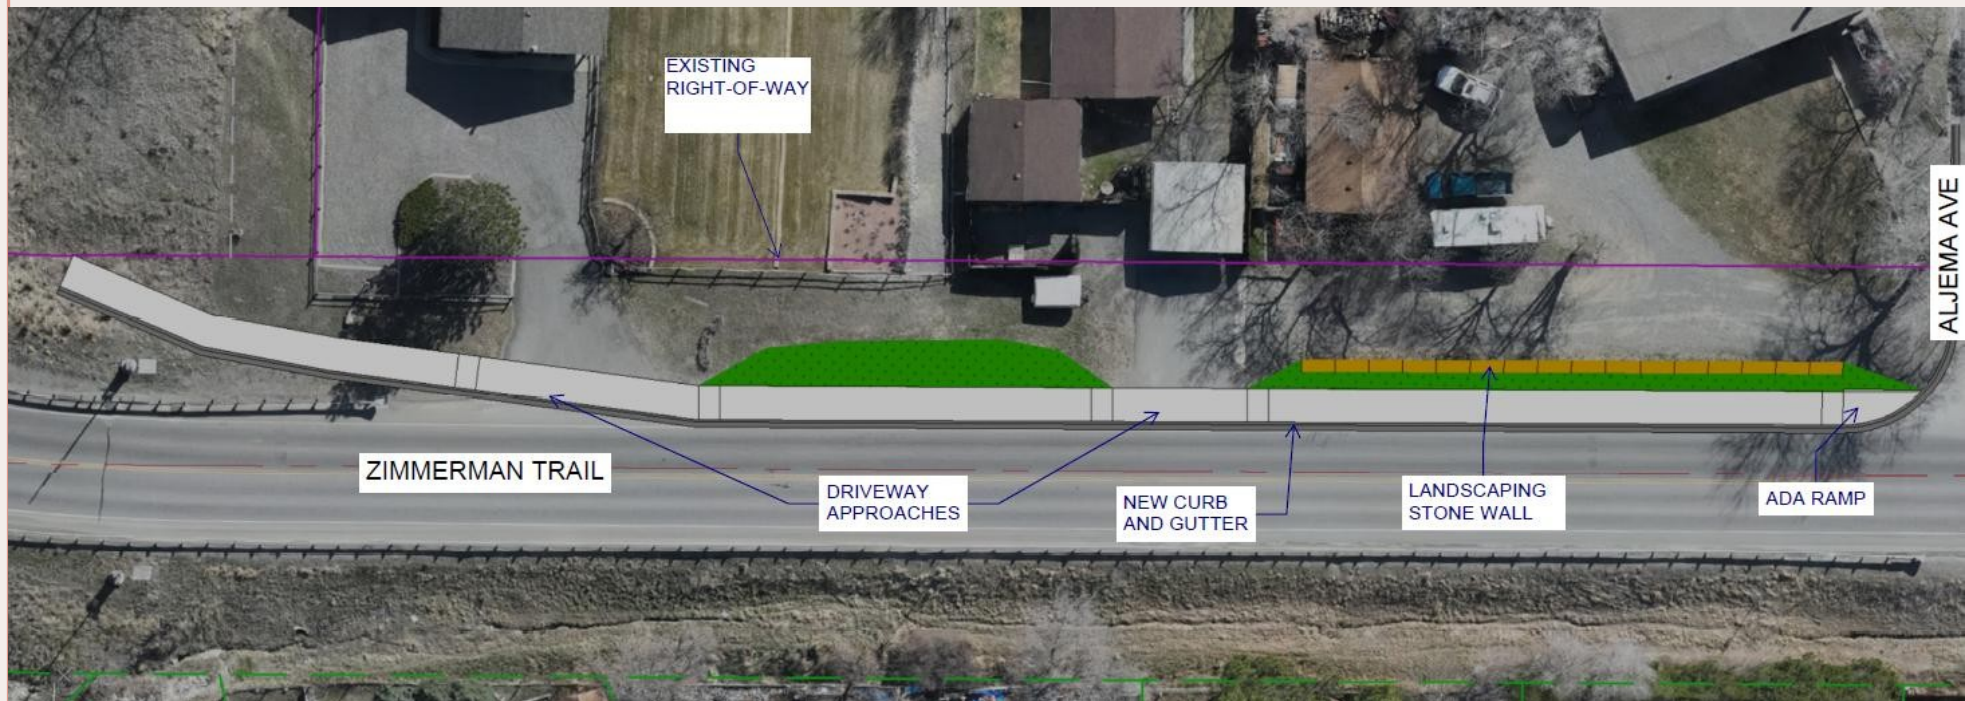 EXISTING
RIGHT-OF-WAY
ALJEMA AVE
ZIMMERMAN TRAIL
DRIVEWAY
APPROACHES
NEW CURB
AND GUTTER
LANDSCAPING
STONE WALL
ADA RAMP